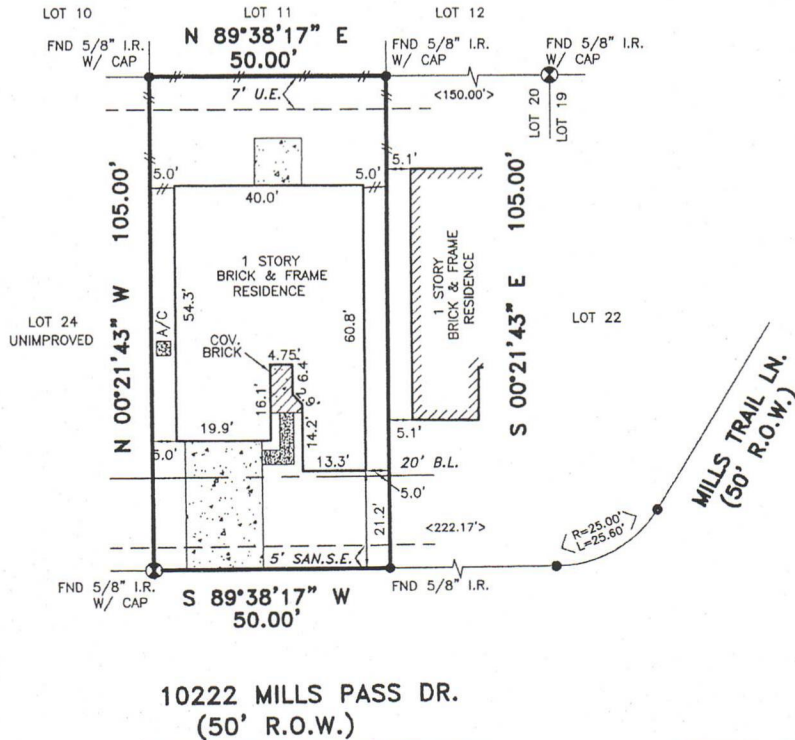 LOT 10
LOT 11
LOT 12
FND 5/8" I.R.
W/ CAP
N 89°38'17" E
50.00'
FND 5/8" I.R.
W/ CAP
FND 5/8" I.R.
W/ CAP
7' U.E.
<150.00'>
LOT 20
LOT 19
5.0'
40.0'
5.0'
5.1'
N 00°21'43" W 105.00'
S 00°21'43" E 105.00'
1 STORY
BRICK & FRAME
RESIDENCE
1 STORY
BRICK & FRAME
RESIDENCE
54.3'
60.8'
LOT 24
UNIMPROVED
A/C
LOT 22
COV.
BRICK
4.75'
6.4'
2.9'
16.1'
14.2'
19.9'
5.0'
13.3'
5.1'
20' B.L.
5.0'
21.2'
<222.17'>
R=25.00'
L=25.60'
MILLS TRAIL LN.
(50' R.O.W.)
5' SAN.S.E.
FND 5/8" I.R.
W/ CAP
S 89°38'17" W
50.00'
FND 5/8" I.R.
10222 MILLS PASS DR.
(50' R.O.W.)